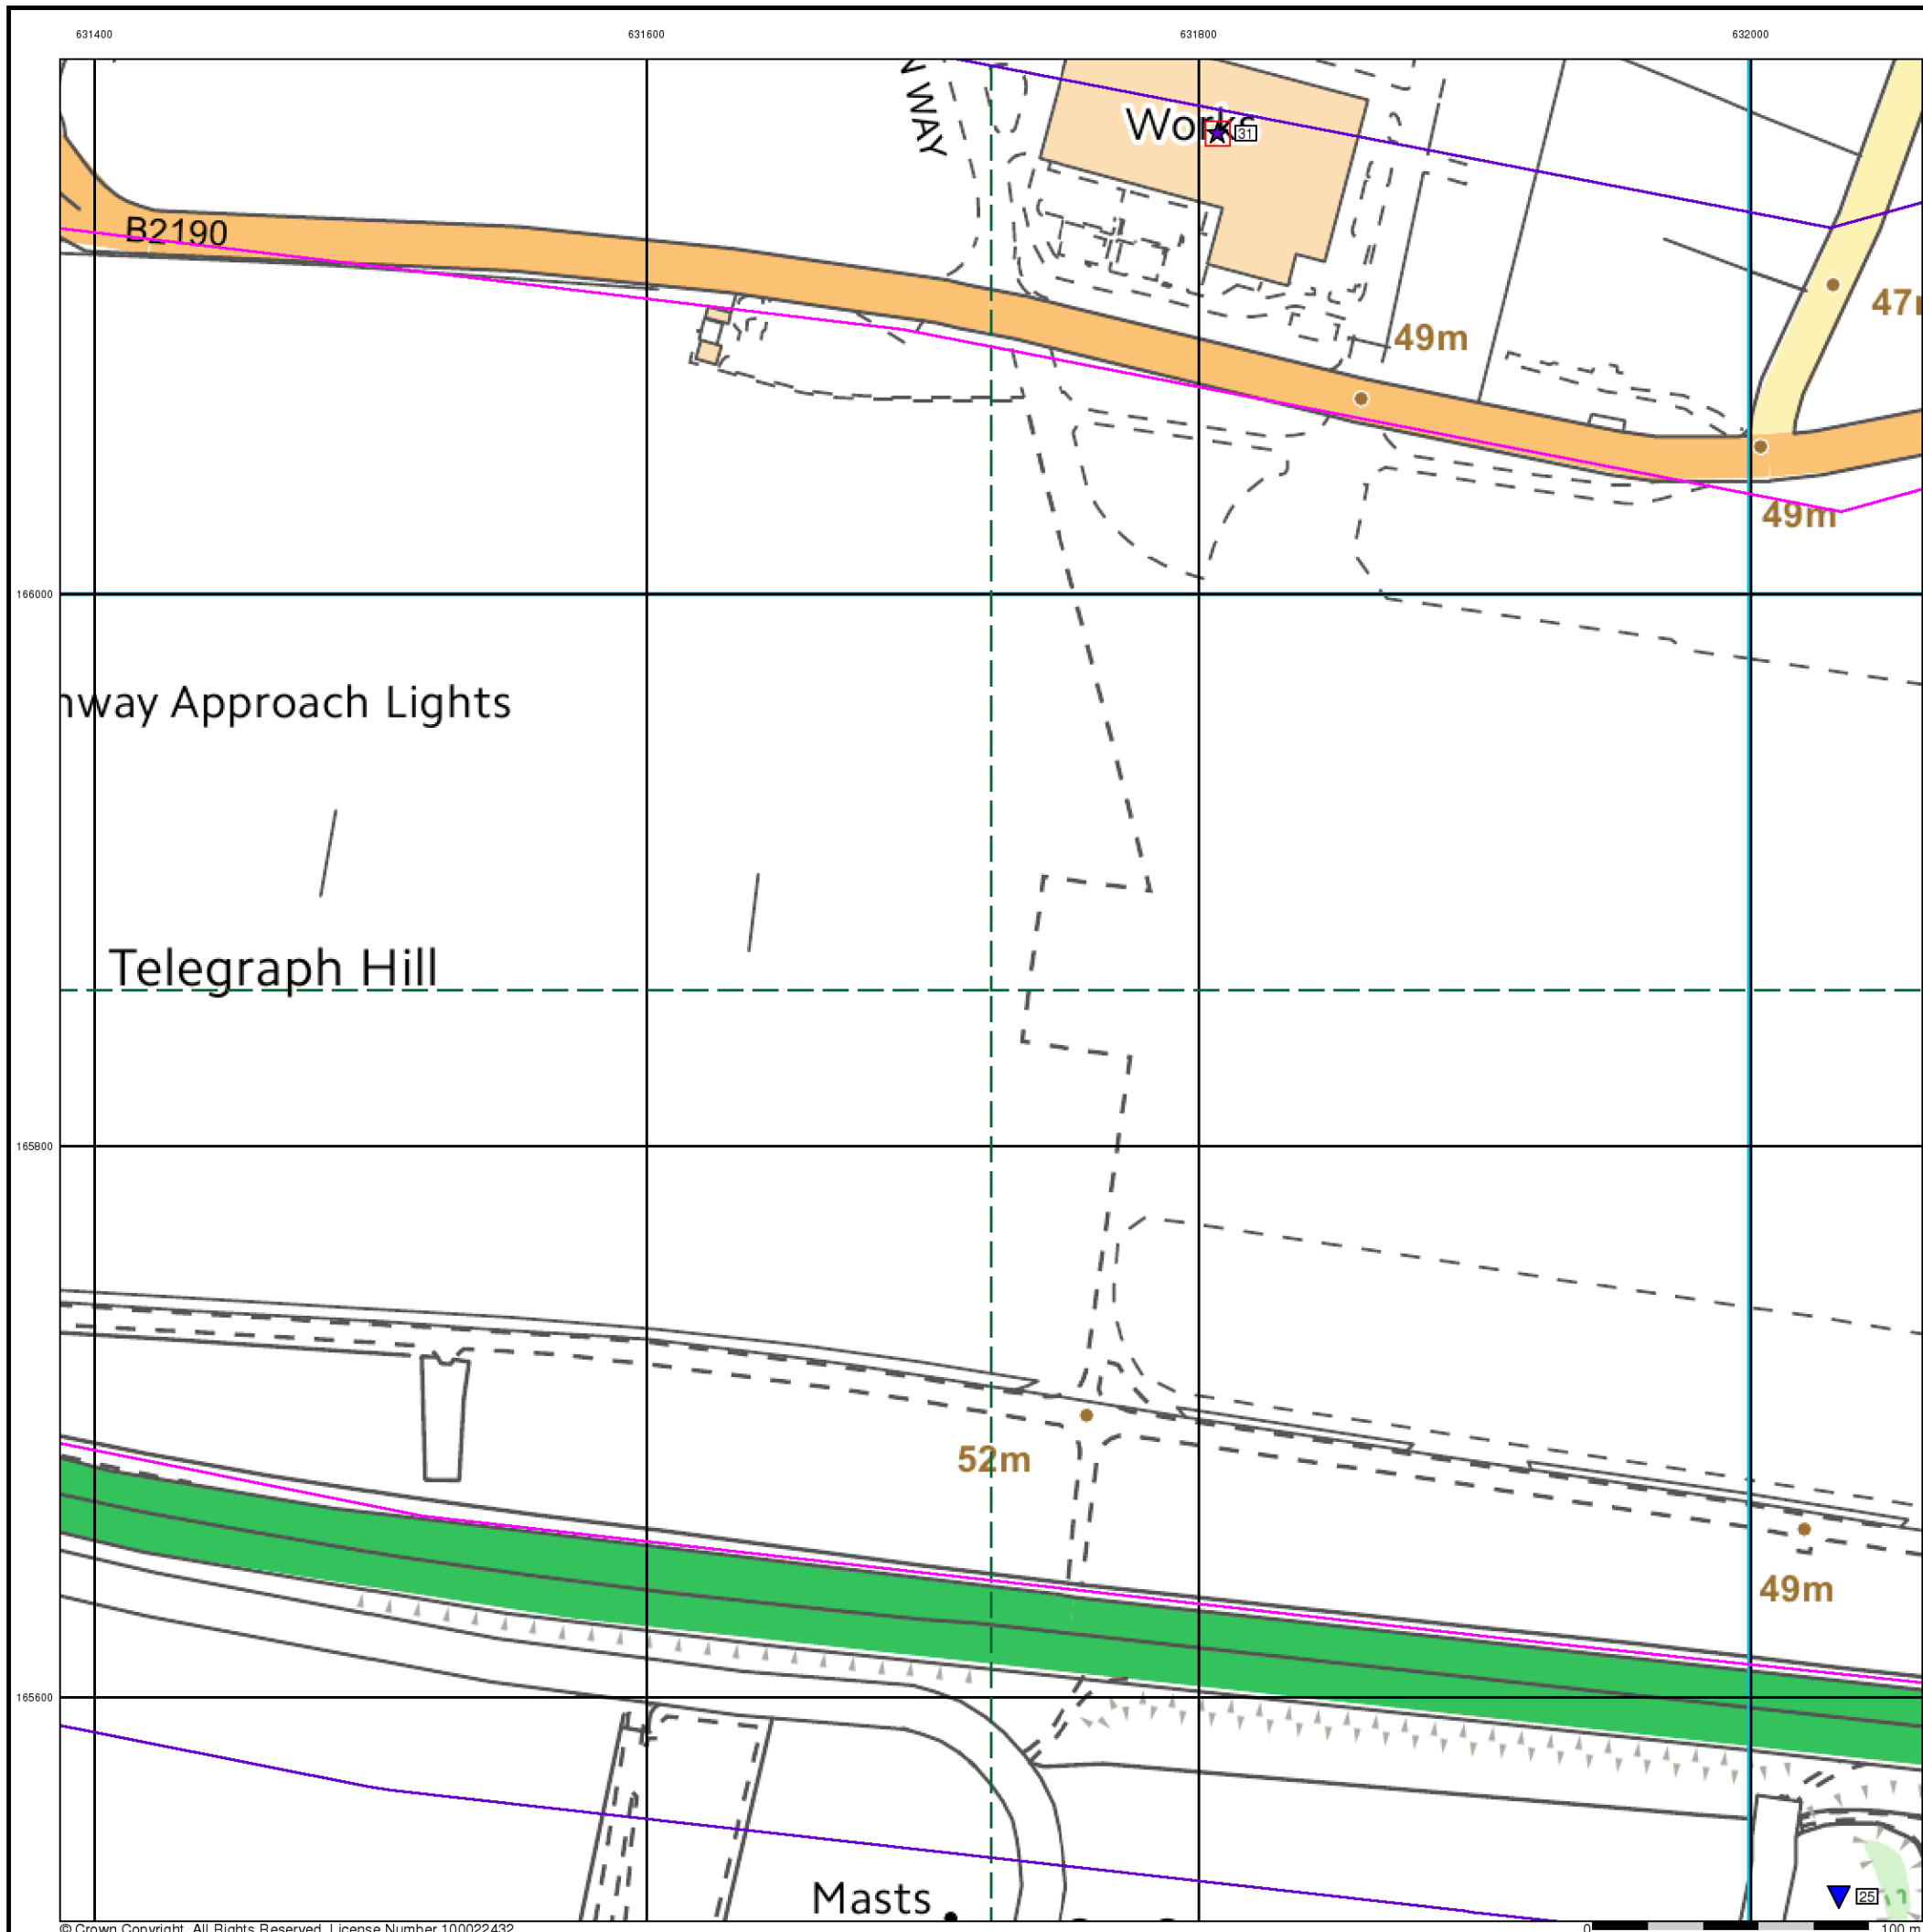 631400 631600 631800 632000
N WAY
Works
31
B2190
47m
49m
49m
166000
nway Approach Lights
Telegraph Hill
165800
52m
49m
165600
Masts
25
© Crown Copyright. All Rights Reserved. License Number 100022432
0 100 m